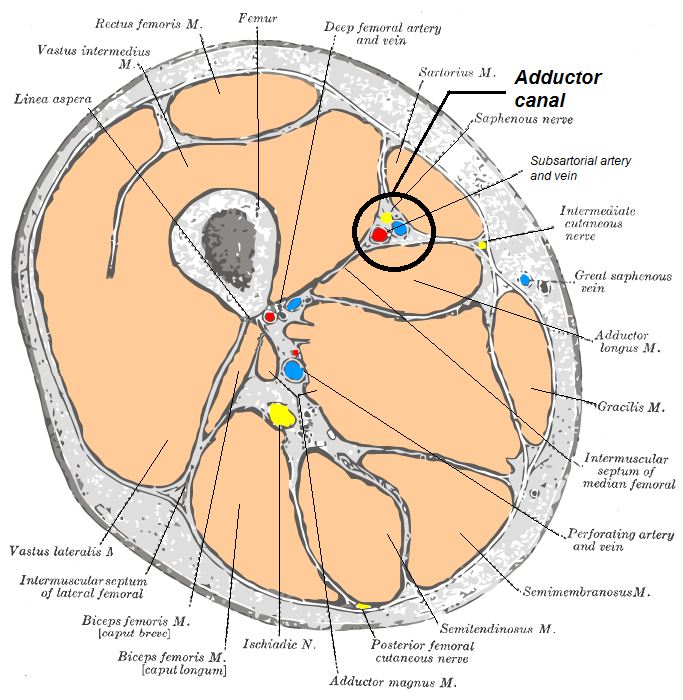 Rectus femoris M.
Femur
Deep femoral artery
and vein
Vastus intermedius
M.
Linea aspera
Sartorius M.
Adductor
canal
Saphenous nerve
Subsartorial artery
and vein
Intermediate
cutaneous
nerve
Great saphenous
vein
Adductor
longus M.
Gracilis M.
Intermuscular
septum of
median femoral
Perforating artery
and vein
Semimembranosus M.
Semitendinosus M.
Posterior femoral
cutaneous nerve
Adductor magnus M.
Ischiadic N.
Biceps femoris M.
[caput longum]
Biceps femoris M.
[caput breve]
Intermuscular septum
of lateral femoral
Vastus lateralis M